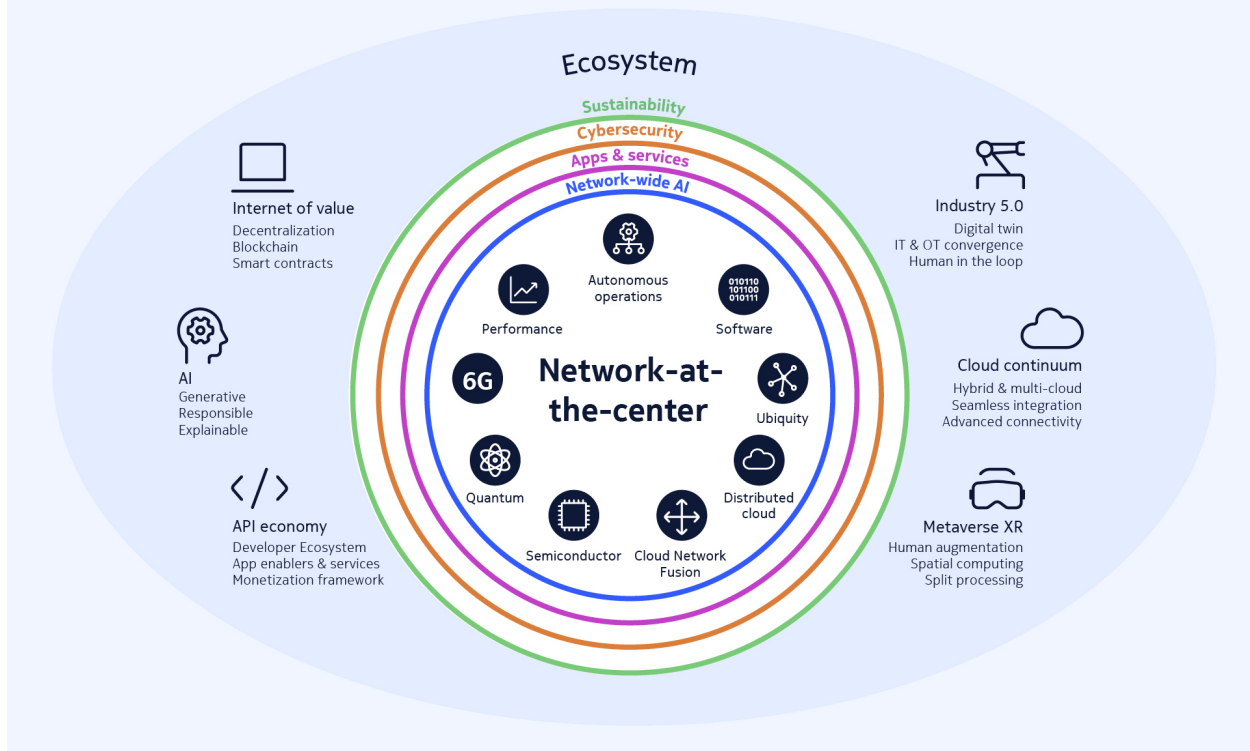 Ecosystem
Sustainability
Cybersecurity
Apps & services
Network-wide AI
Internet of value
Decentralization
Blockchain
Smart contracts
AI
Generative
Responsible
Explainable
API economy
Developer Ecosystem
App enablers & services
Monetization framework
Autonomous
operations
Performance
010110
101100
010111
Software
6G
Network-at-
the-center
Ubiquity
Quantum
Distributed
cloud
Semiconductor
Cloud Network
Fusion
Industry 5.0
Digital twin
IT & OT convergence
Human in the loop
Cloud continuum
Hybrid & multi-cloud
Seamless integration
Advanced connectivity
Metaverse XR
Human augmentation
Spatial computing
Split processing